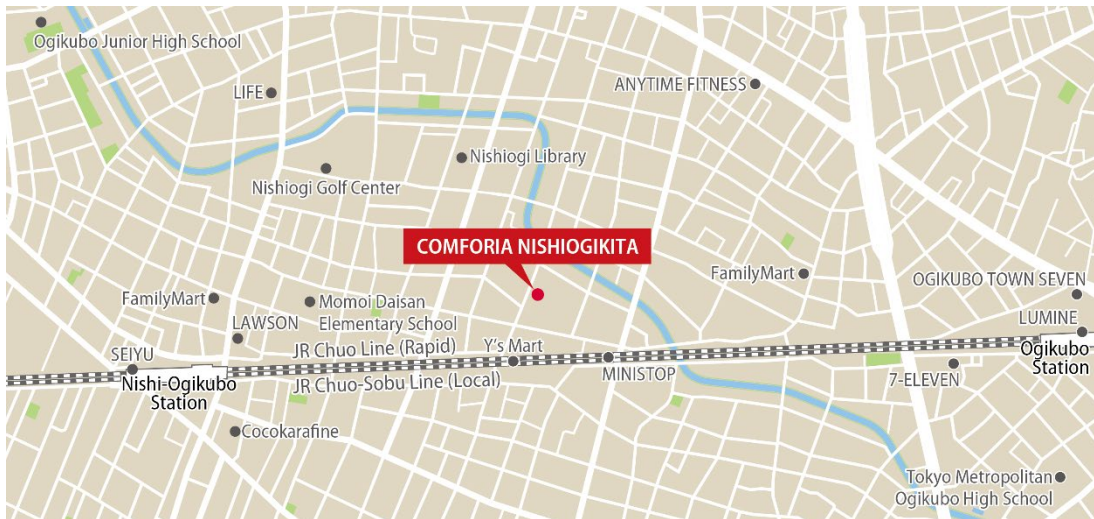 Ogikubo Junior High School
LIFE
ANYTIME FITNESS
Nishiogi Library
Nishiogi Golf Center
COMFORIA NISHIOGIKITA
FamilyMart
OGIKUBO TOWN SEVEN
FamilyMart
Momoi Daisan
Elementary School
LAWSON
LUMINE
JR Chuo Line (Rapid)
Y's Mart
Ogikubo
Station
SEIYU
MINISTOP
7-ELEVEN
Nishi-Ogikubo
Station
JR Chuo-Sobu Line (Local)
Cocokarafine
Tokyo Metropolitan
Ogikubo High School